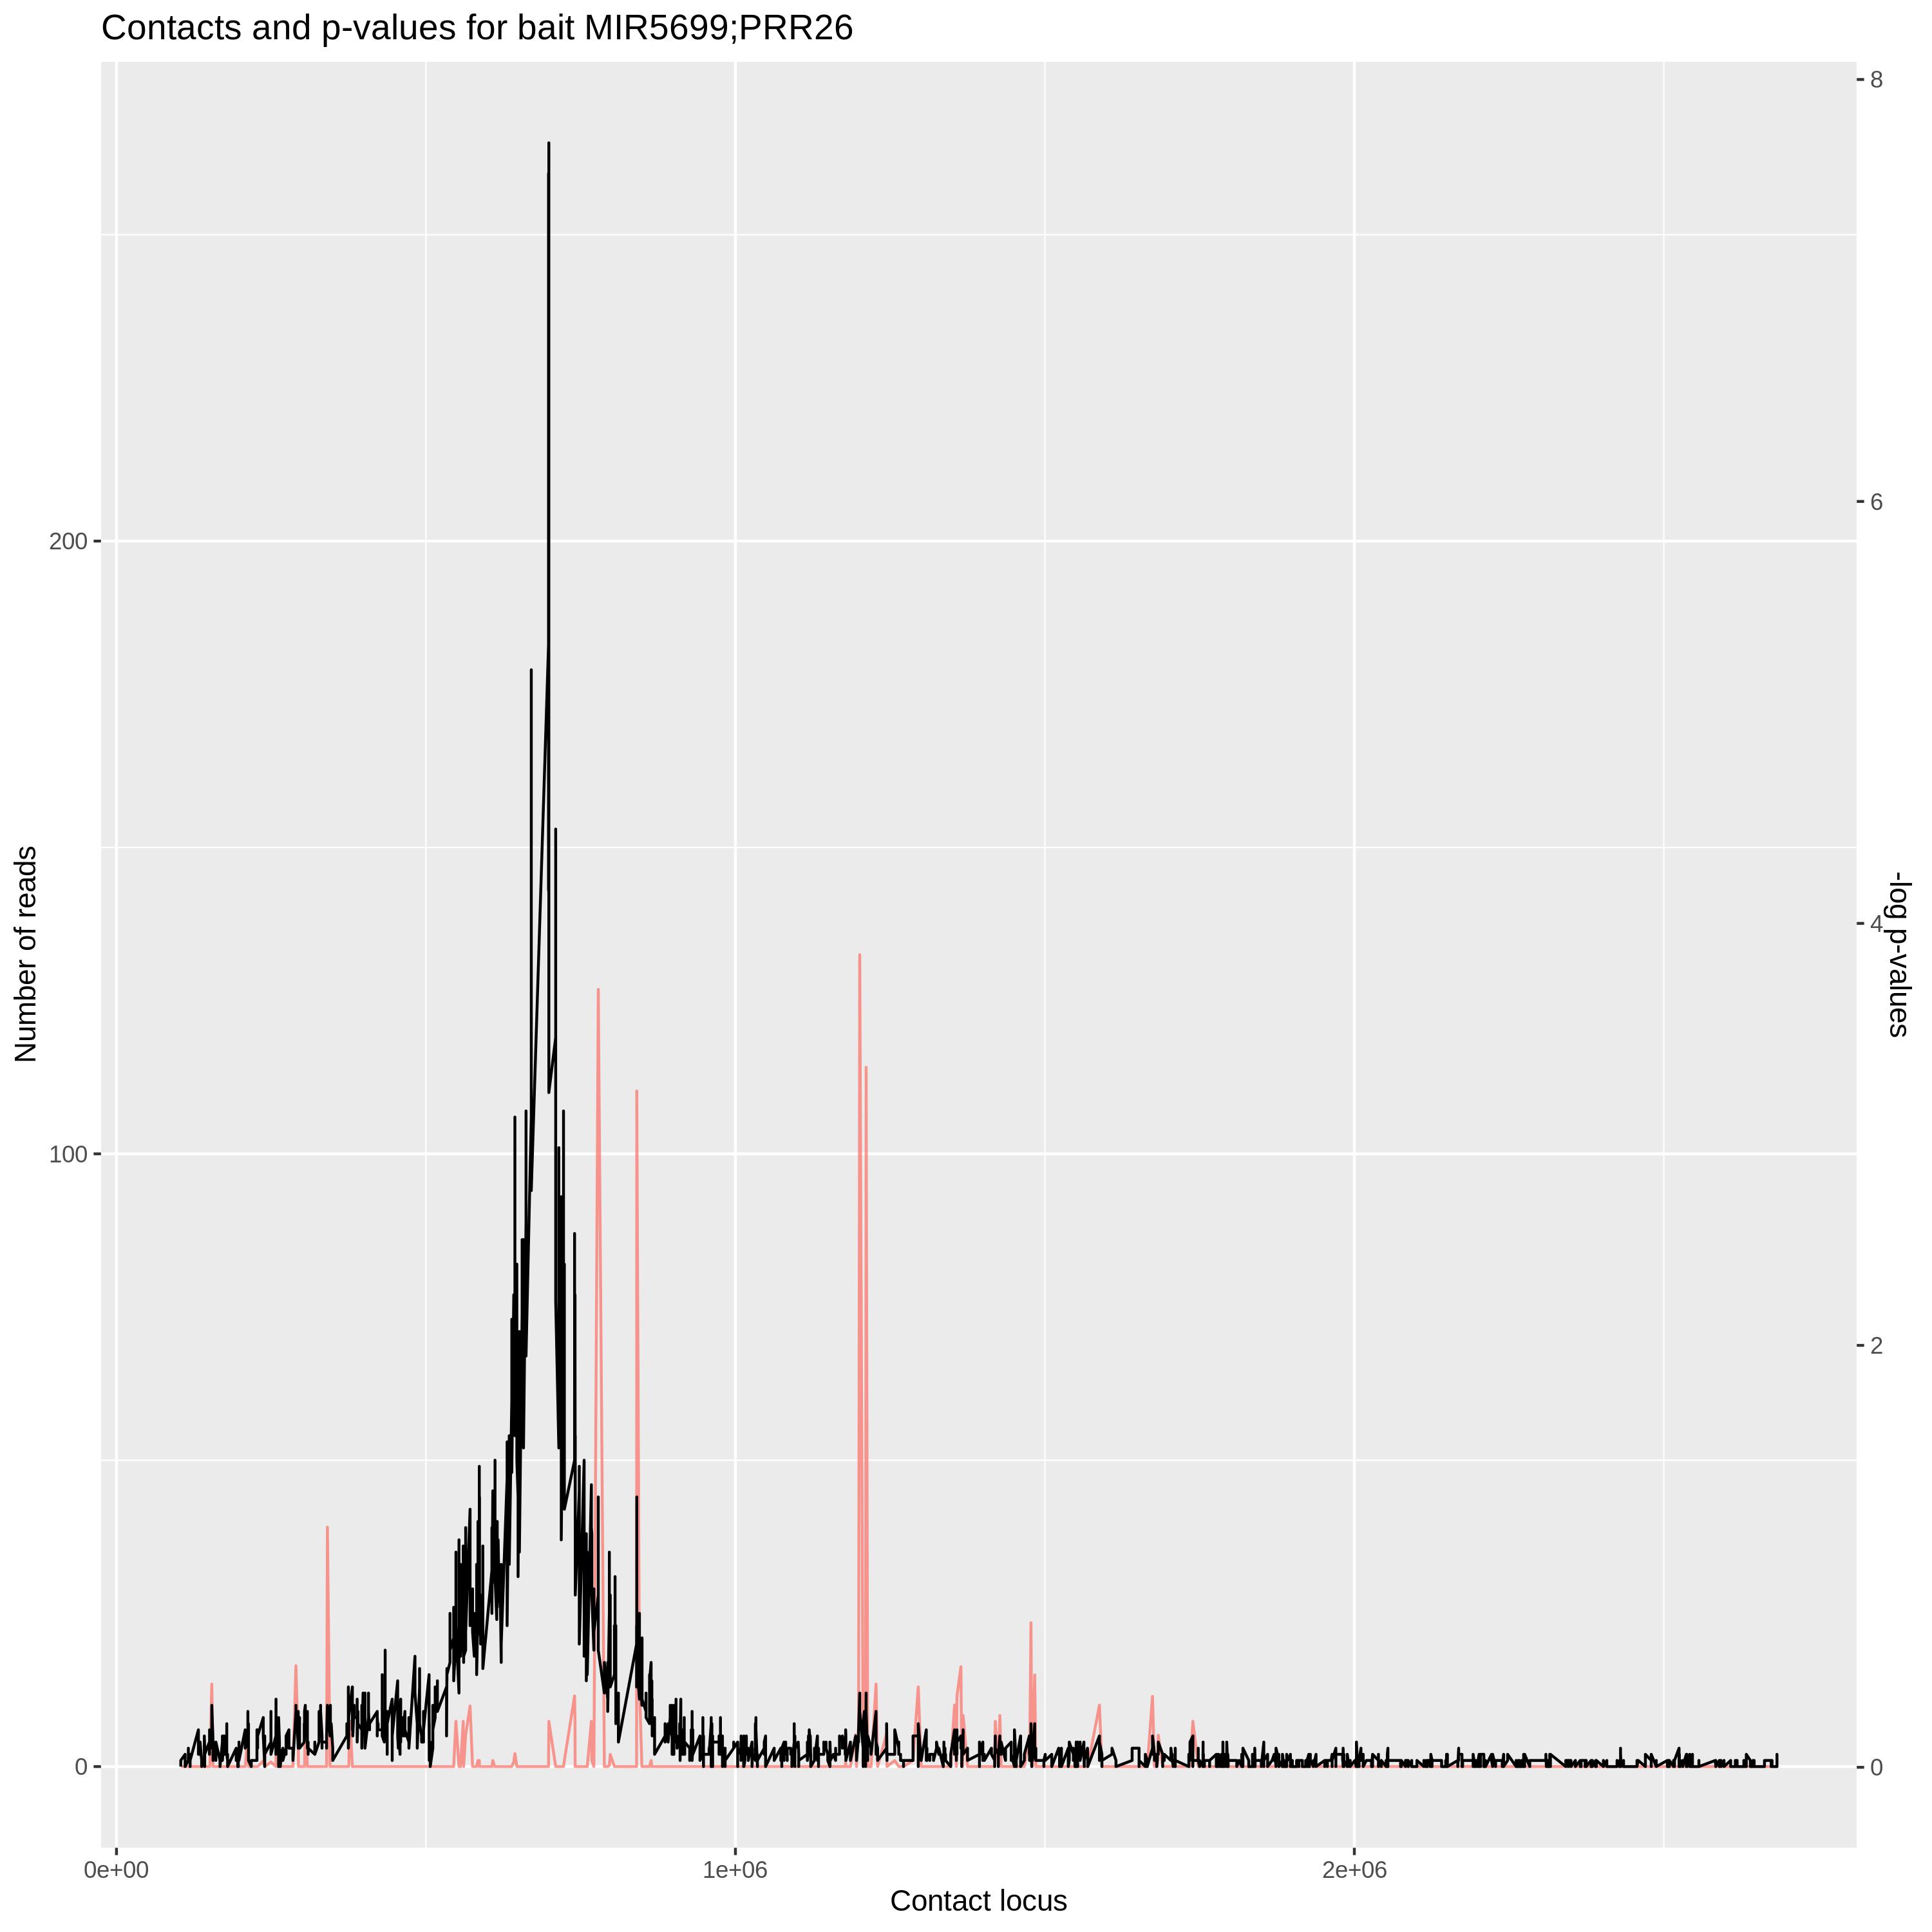 Contacts and p-values for bait MIR5699;PRR26
8
6
200
Number of reads
4
-log p-values
100
2
0
0
0e+00
1e+06
2e+06
Contact locus